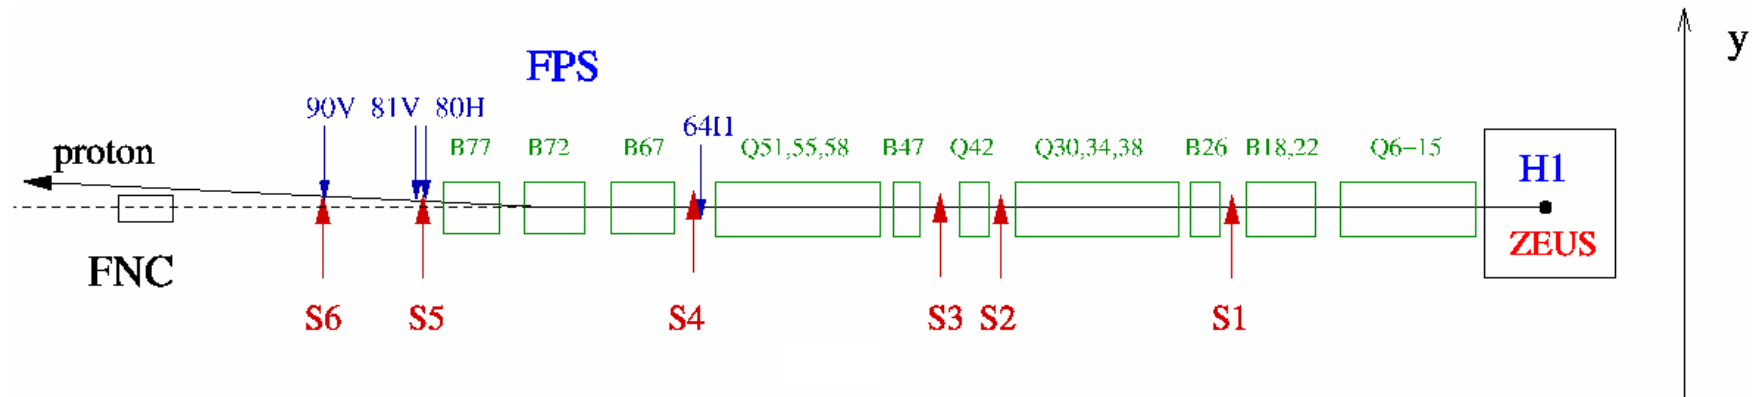 FPS
y
90V 81V 80H
64H
B77 B72 B67 Q51,55,58 B47 Q42 Q30,34,38 B26 B18,22 Q6−15
proton
H1
ZEUS
FNC
S6 S5 S4 S3 S2 S1